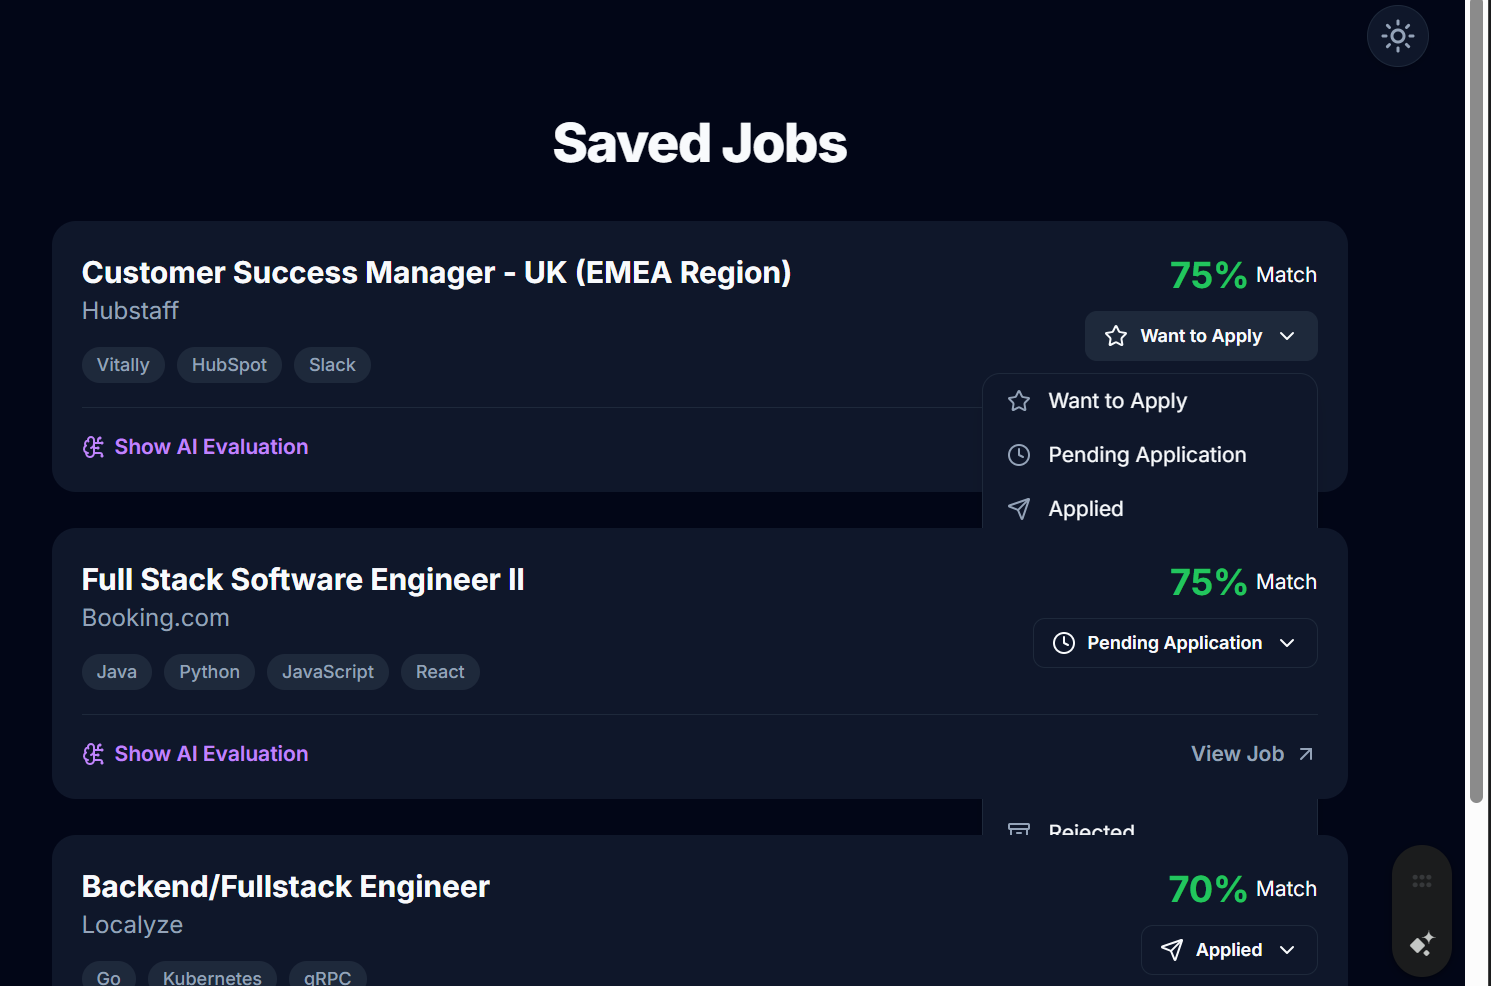 Saved Jobs
Customer Success Manager - UK (EMEA Region)
75% Match
Hubstaff
Want to Apply
Vitally HubSpot Slack
Want to Apply
Show AI Evaluation
Pending Application
Applied
Full Stack Software Engineer II
75% Match
Booking.com
Pending Application
Java Python JavaScript React
Show AI Evaluation
View Job
Rejected
Backend/Fullstack Engineer
70% Match
Localyze
Applied
Go Kubernetes gRPC